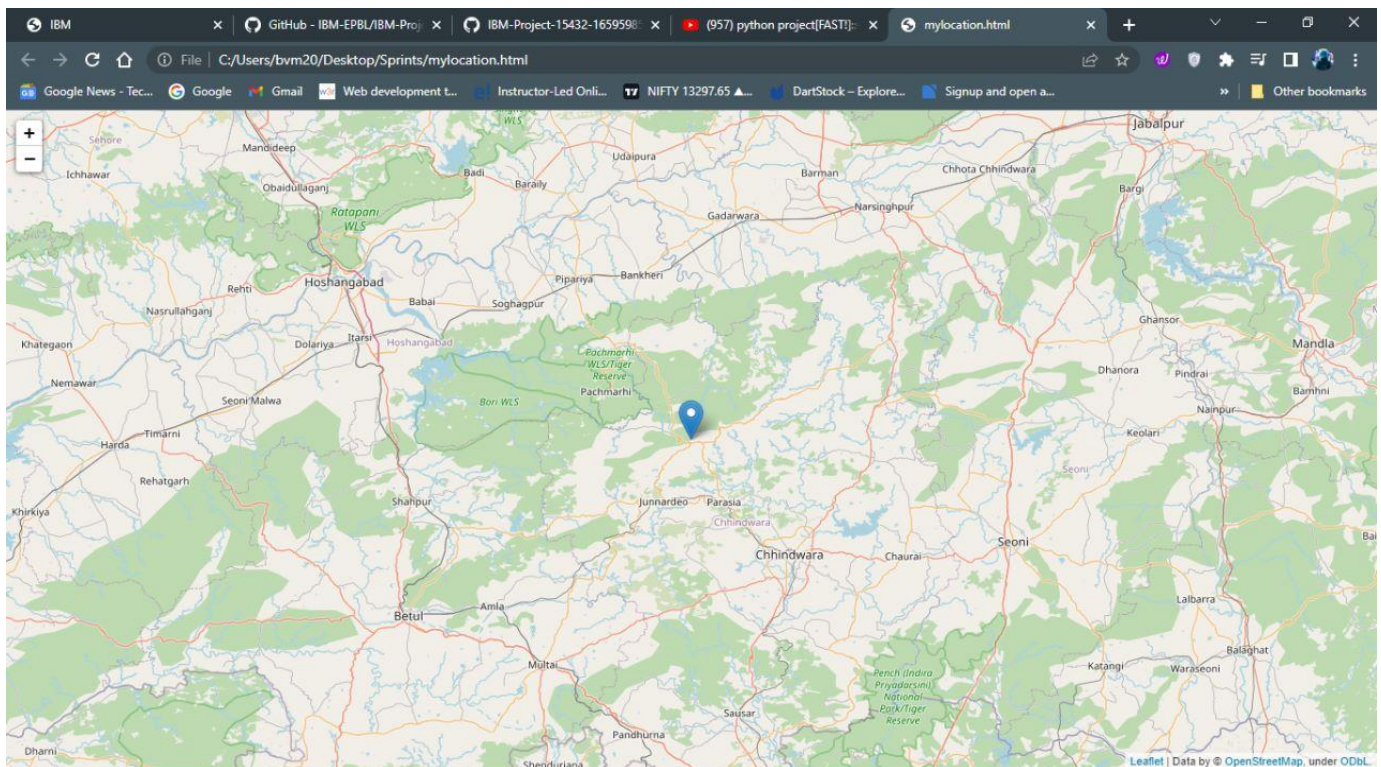 IBM
GitHub - IBM-EPBL/IBM-Proj
IBM-Project-15432-1659598
(957) python project[FAST!]:
mylocation.html
File | C:/Users/bvm20/Desktop/Sprints/mylocation.html
Google News - Tec...
Google
Gmail
Web development t...
Instructor-Led Onli...
NIFTY 13297.65 ▲...
DartStock – Explore...
Signup and open a...
»
Other bookmarks
+
−
WLS
Jabalpur
Sehore
Mandideep
Udaipura
Ichhawar
Badi
Barman
Chhota Chhindwara
Obaidullaganj
Baraily
Bargi
Ratapani
WLS
Gadarwara
Narsinghpur
Hoshangabad
Pipariya
Bankheri
Rehti
Babai
Soghagpur
Nasrullahganj
Ghansor
Khategaon
Dolariya
Itarsi
Hoshangabad
Mandla
Pachmarhi
WLS/Tiger
Reserve
Dhanora
Pindrai
Nemawar
Pachmarhi
Bamhni
Seoni Malwa
Bori WLS
Nainpur
Timarni
Harda
Keolari
Seoni
Rehatgarh
Shahpur
Junnardeo
Parasia
Khirkiya
Chhindwara
Seoni
Bai
Chhindwara
Chaurai
Lalbarra
Amla
Betul
Balaghat
Multai
Katangi
Waraseoni
Pench (Indira
Priyadarsini)
National
Park/Tiger
Reserve
Sausar
Pandhurna
Dharni
Shendurjana
Leaflet | Data by © OpenStreetMap, under ODbL.